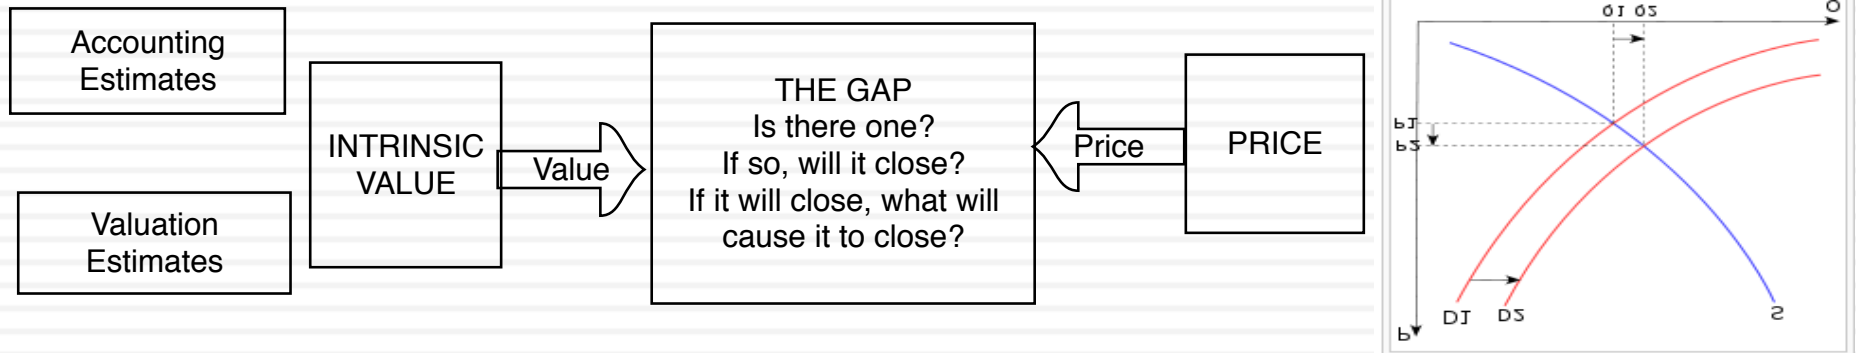 Accounting
Estimates
Valuation
Estimates
INTRINSIC
VALUE
Value
THE GAP
Is there one?
If so, will it close?
If it will close, what will
cause it to close?
Price
PRICE
Q1 Q2
Q
P1
P2
P
D1
D2
S